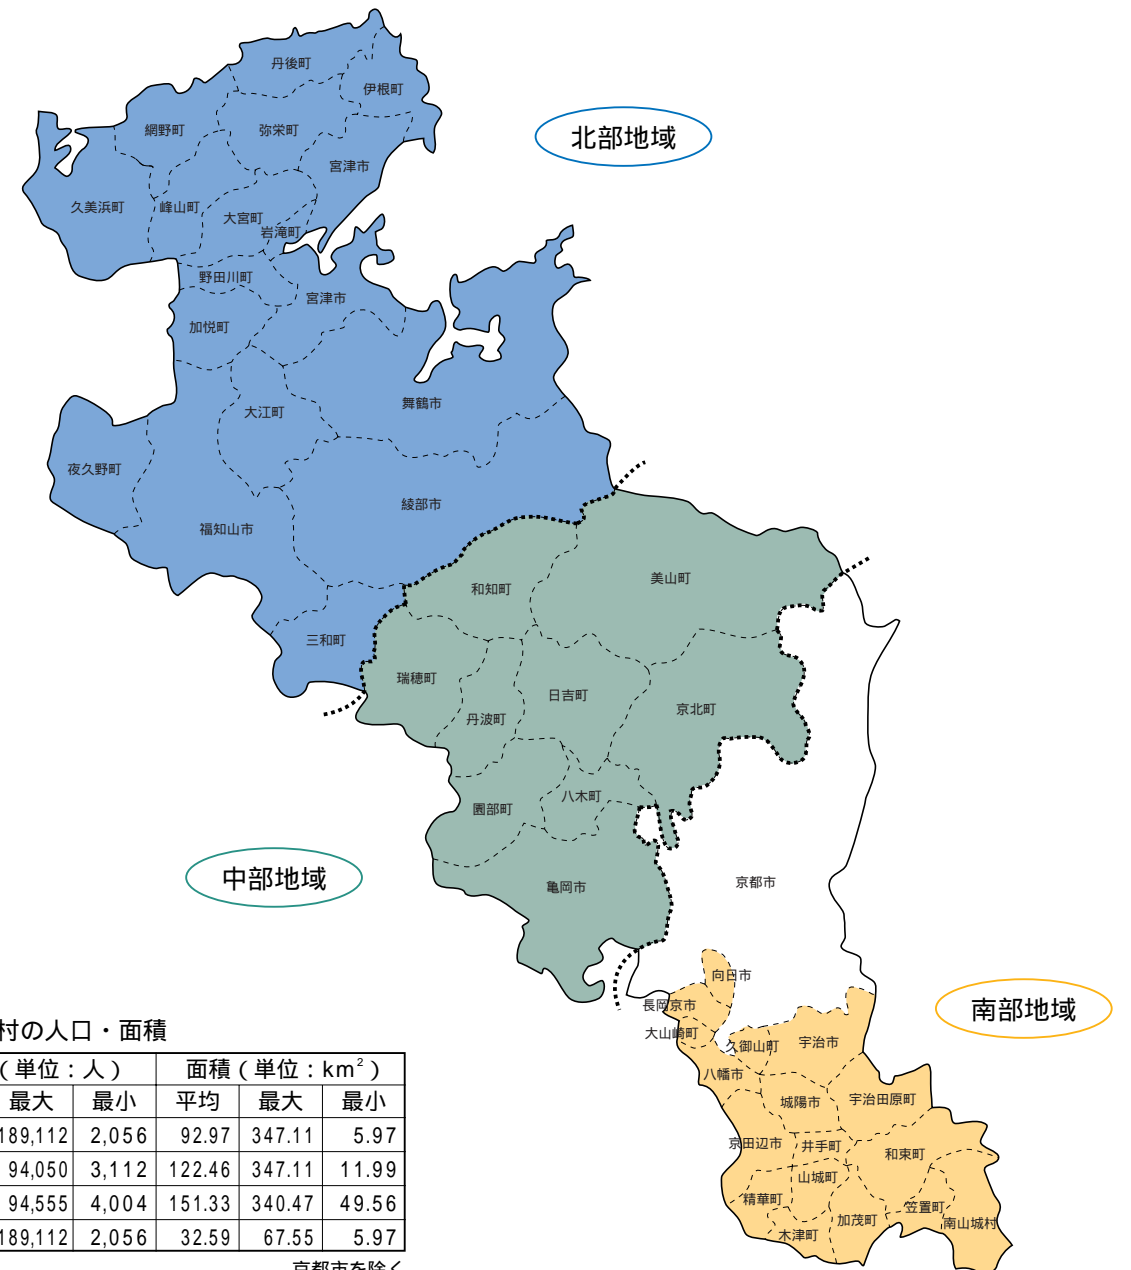 丹後町
伊根町
網野町
弥栄町
北部地域
宮津市
久美浜町
峰山町
大宮町
岩滝町
野田川町
宮津市
加悦町
舞鶴市
大江町
夜久野町
綾部市
福知山市
和知町
美山町
三和町
瑞穂町
日吉町
京北町
丹波町
八木町
園部町
中部地域
亀岡市
京都市
向日市
長岡京市
南部地域
大山崎町
久御山町
宇治市
八幡市
城陽市
宇治田原町
京田辺市
井手町
和束町
山城町
精華町
笠置町
加茂町
南山城村
木津町
村の人口・面積
（単位：人） 面積（単位：km²）
最大 最小 平均 最大 最小
189,112 2,056 92.97 347.11 5.97
94,050 3,112 122.46 347.11 11.99
94,555 4,004 151.33 340.47 49.56
189,112 2,056 32.59 67.55 5.97
京都市を除く